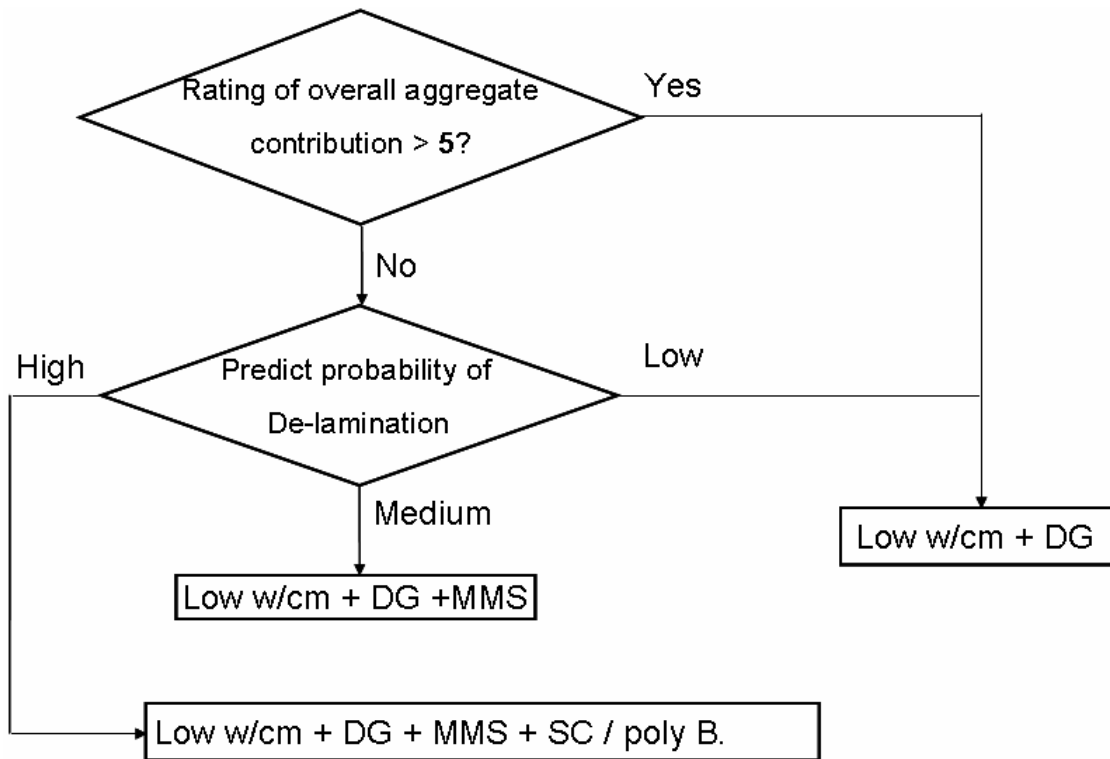 Rating of overall aggregate
contribution > 5?
Yes
No
High
Predict probability of
De-lamination
Low
Medium
Low w/cm + DG
Low w/cm + DG +MMS
Low w/cm + DG + MMS + SC / poly B.